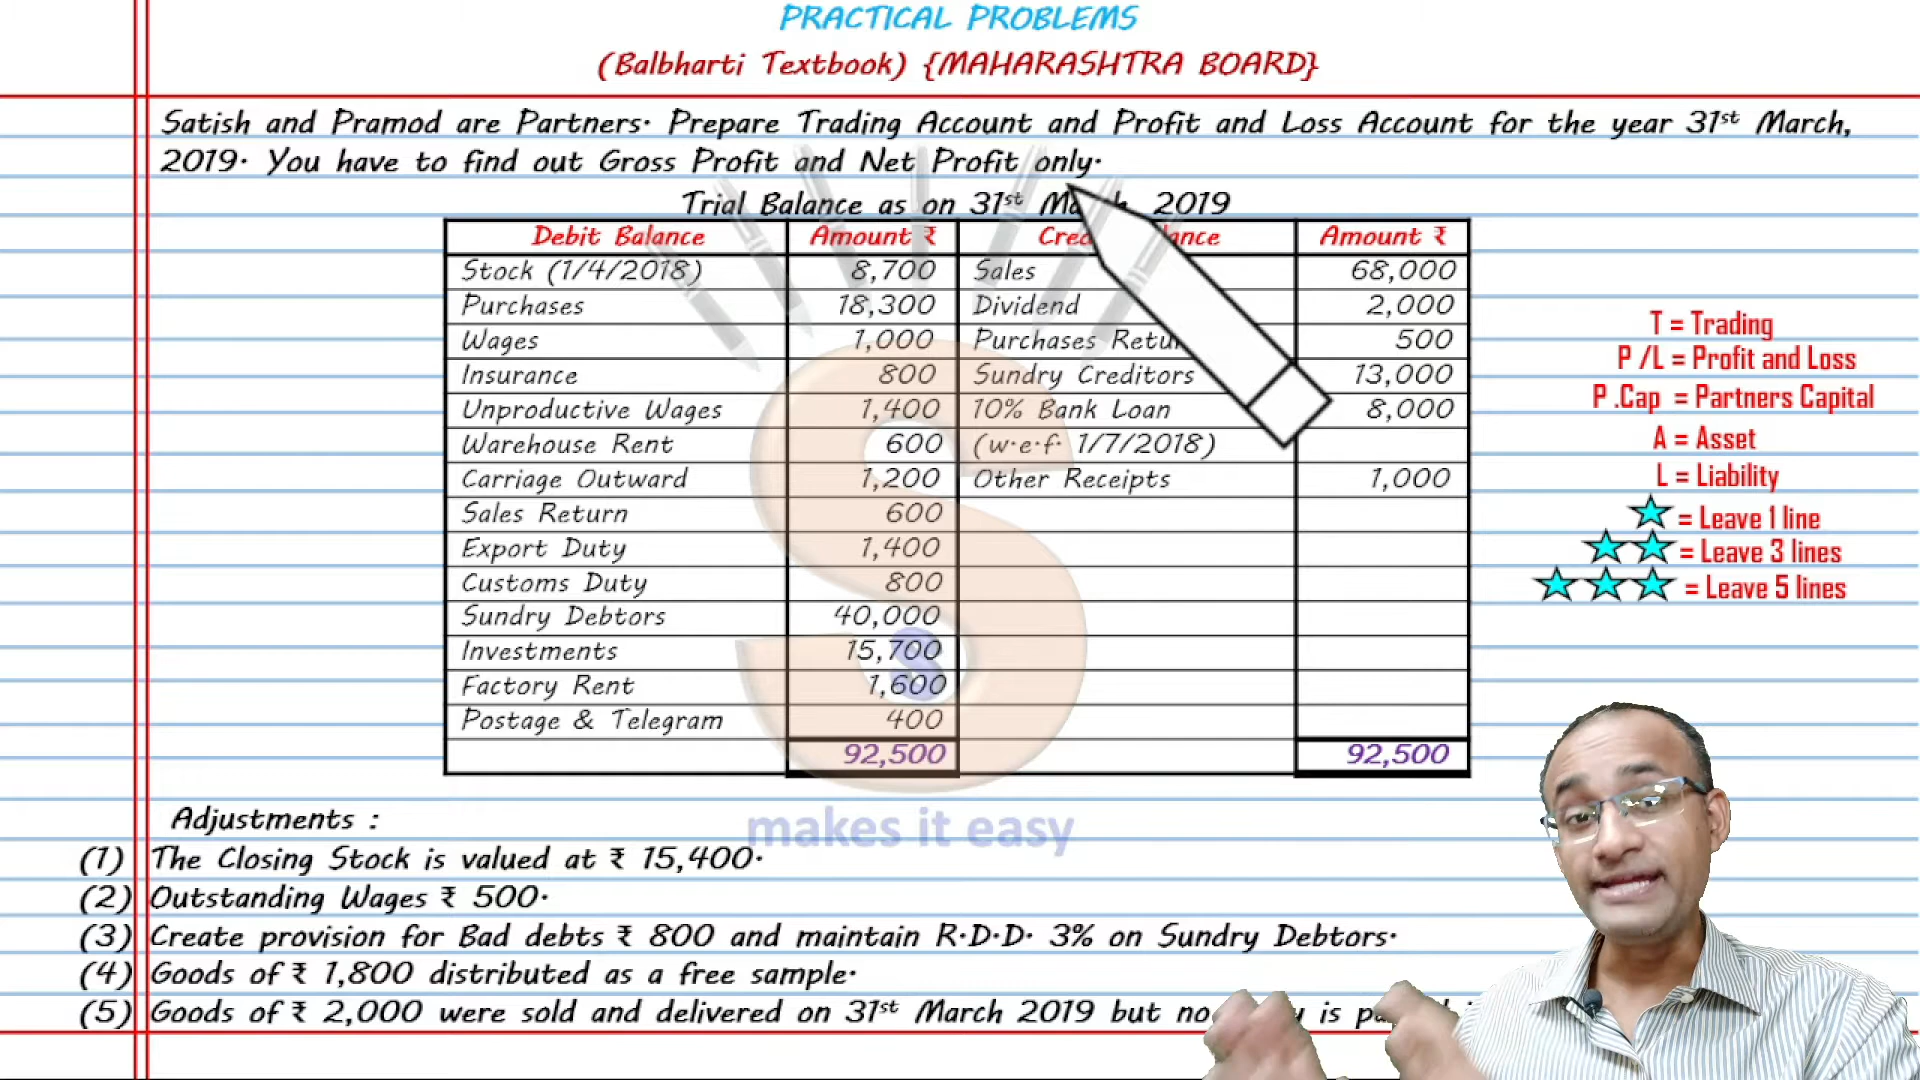 PRACTICAL PROBLEMS
(Balbharti Textbook) {MAHARASHTRA BOARD}
Satish and Pramod are Partners. Prepare Trading Account and Profit and Loss Account for the year 31st March,
2019. You have to find out Gross Profit and Net Profit only.
Trial Balance as on 31st 2019
Debit Balance Amount ₹ Amount ₹
Stock (1/4/2018) 8,700 Sales 68,000
Purchases 18,300 Dividend 2,000
Wages 1,000 Purchases 500
Insurance 800 Sundry Creditors 13,000
Unproductive Wages 1,400 10% Bank Loan 8,000
Warehouse Rent 600 (w.e.f. 1/7/2018)
Carriage Outward 1,200 Other Receipts 1,000
Sales Return 600
Export Duty 1,400
Customs Duty 800
Sundry Debtors 40,000
Investments 15,700
Factory Rent 1,600
Postage & Telegram 400
92,500 92,500
T = Trading
P /L = Profit and Loss
P .Cap = Partners Capital
A = Asset
L = Liability
= Leave 1 line
= Leave 3 lines
= Leave 5 lines
makes it easy
Adjustments :
(1) The Closing Stock is valued at ₹ 15,400.
(2) Outstanding Wages ₹ 500.
(3) Create provision for Bad debts ₹ 800 and maintain R.D.D. 3% on Sundry Debtors.
(4) Goods of ₹ 1,800 distributed as a free sample.
(5) Goods of ₹ 2,000 were sold and delivered on 31st March 2019 but no is